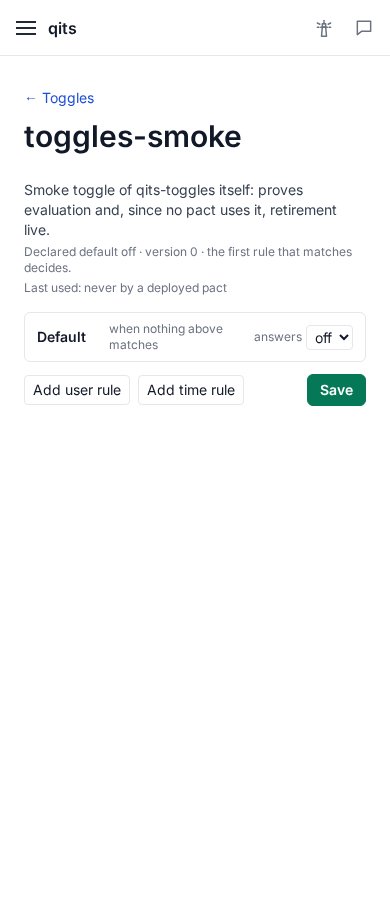 qits
← Toggles
toggles-smoke
Smoke toggle of qits-toggles itself: proves
evaluation and, since no pact uses it, retirement
live.
Declared default off · version 0 · the first rule that matches
decides.
Last used: never by a deployed pact
Default
when nothing above
matches
answers
off
Add user rule
Add time rule
Save